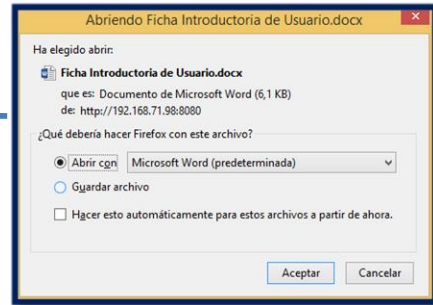 Abriendo Ficha Introductoria de Usuario.docx
Ha elegido abrir:
Ficha Introductoria de Usuario.docx
que es: Documento de Microsoft Word (6,1 KB)
de: http://192.168.71.98:8080
¿Qué debería hacer Firefox con este archivo?
Abrir con Microsoft Word (predeterminada)
Guardar archivo
Hacer esto automáticamente para estos archivos a partir de ahora.
Aceptar Cancelar